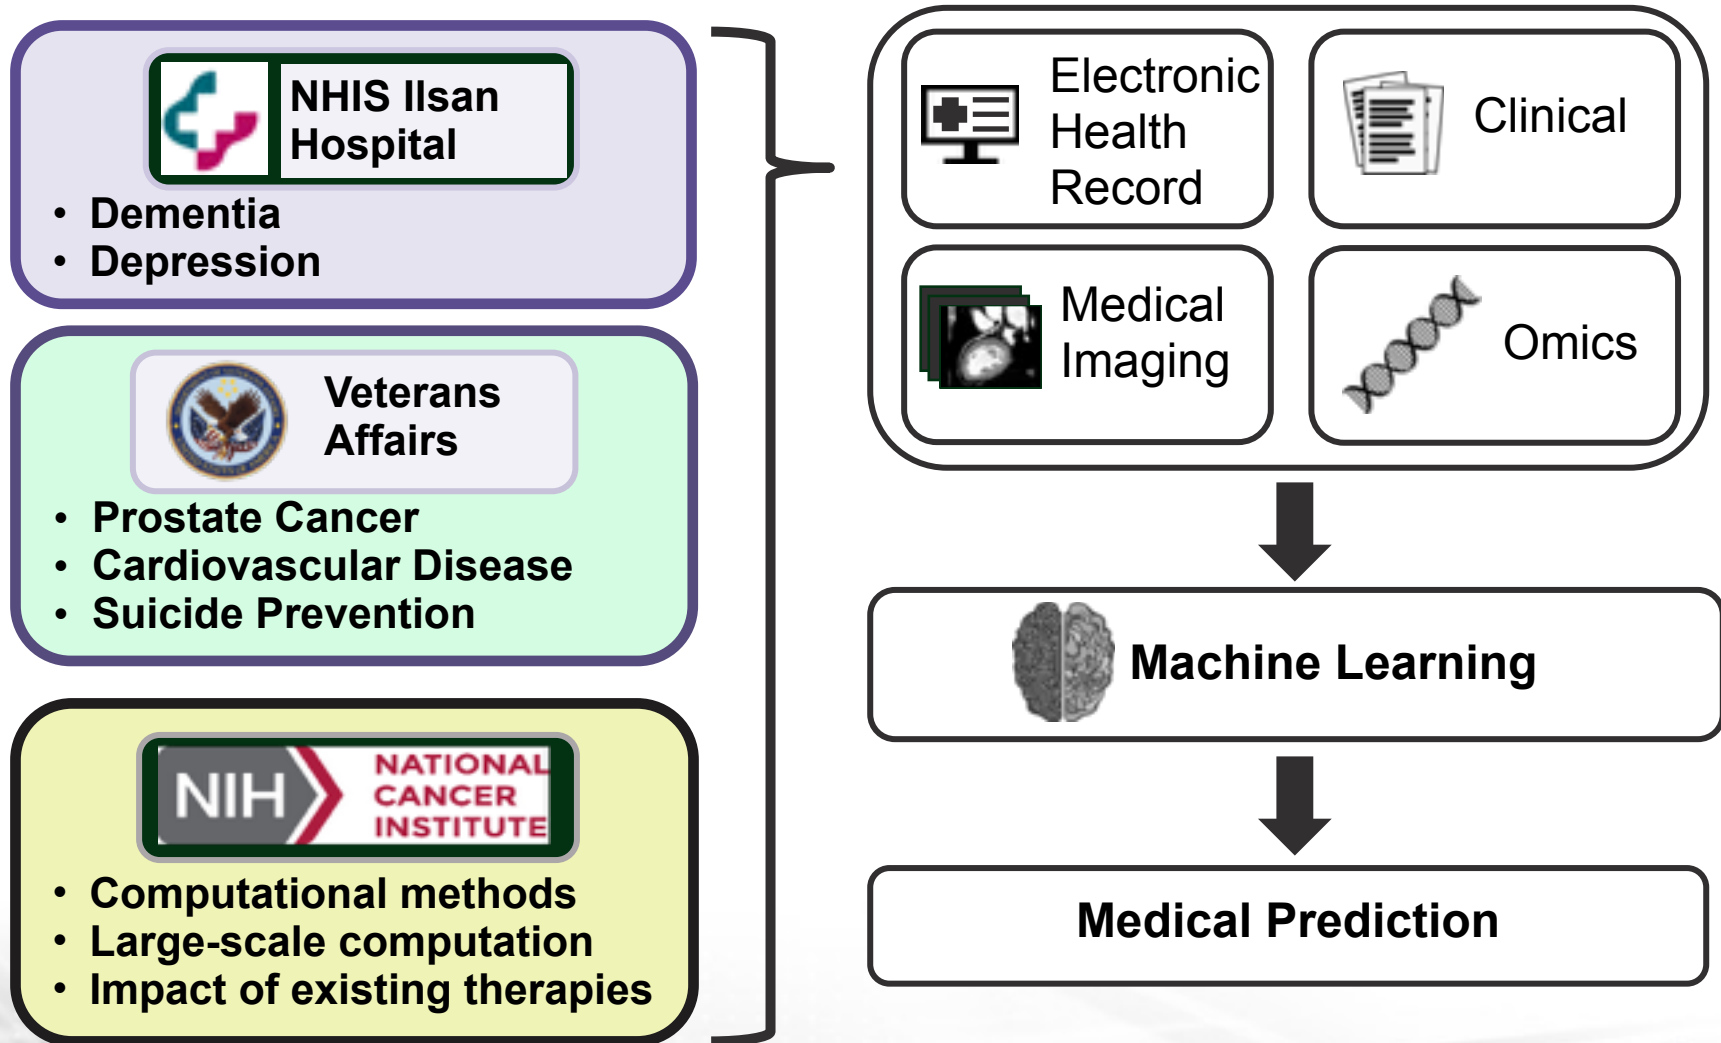 NHIS Ilsan
Hospital
• Dementia
• Depression
Veterans
Affairs
• Prostate Cancer
• Cardiovascular Disease
• Suicide Prevention
NIH
NATIONAL
CANCER
INSTITUTE
• Computational methods
• Large-scale computation
• Impact of existing therapies
Electronic
Health
Record
Clinical
Medical
Imaging
Omics
Machine Learning
Medical Prediction